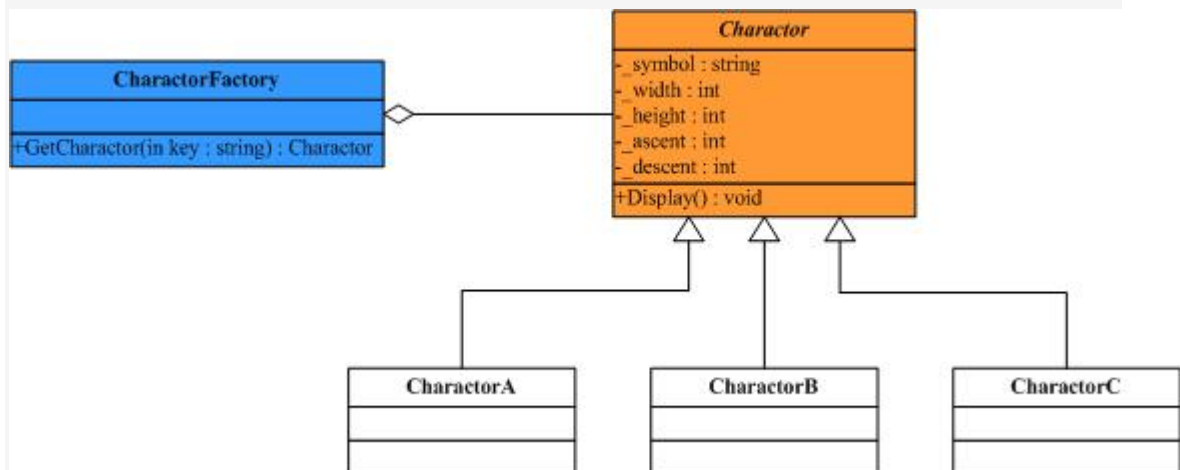 CharactorFactory
+GetCharactor(in key : string) : Charactor
Charactor
-_symbol : string
-_width : int
-_height : int
-_ascent : int
-_descent : int
+Display() : void
CharactorA
CharactorB
CharactorC